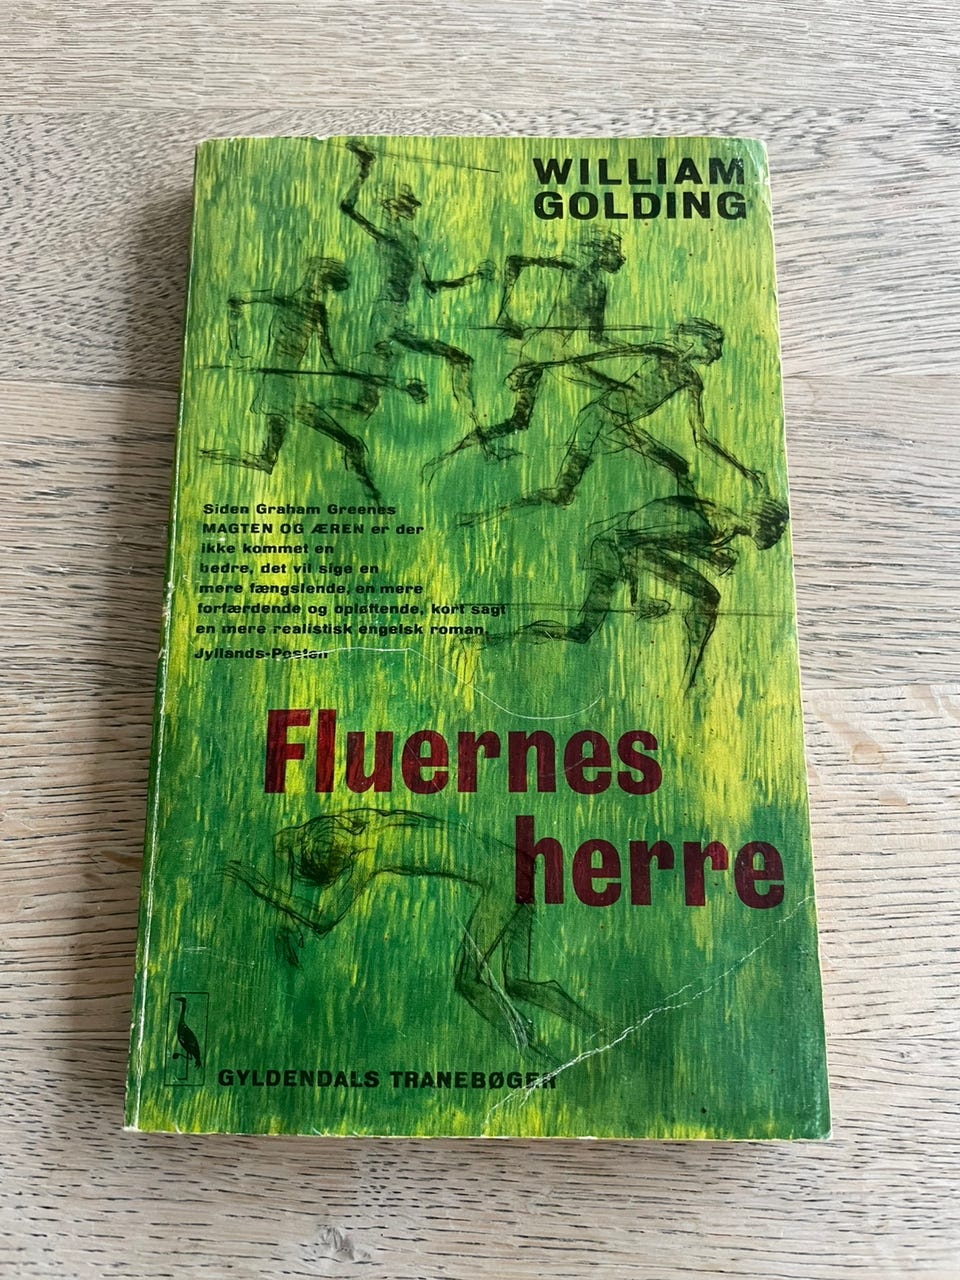 WILLIAM
GOLDING
Siden Graham Greenes
MAGTEN OG ÆREN er der
ikke kommet en
bedre, det vil sige en
mere fængslende, en mere
forfærdende og opløftende, kort sagt
en mere realistisk engelsk roman.
Jyllands-Posten
Fluernes
herre
GYLDENDALS TRANEBØGER